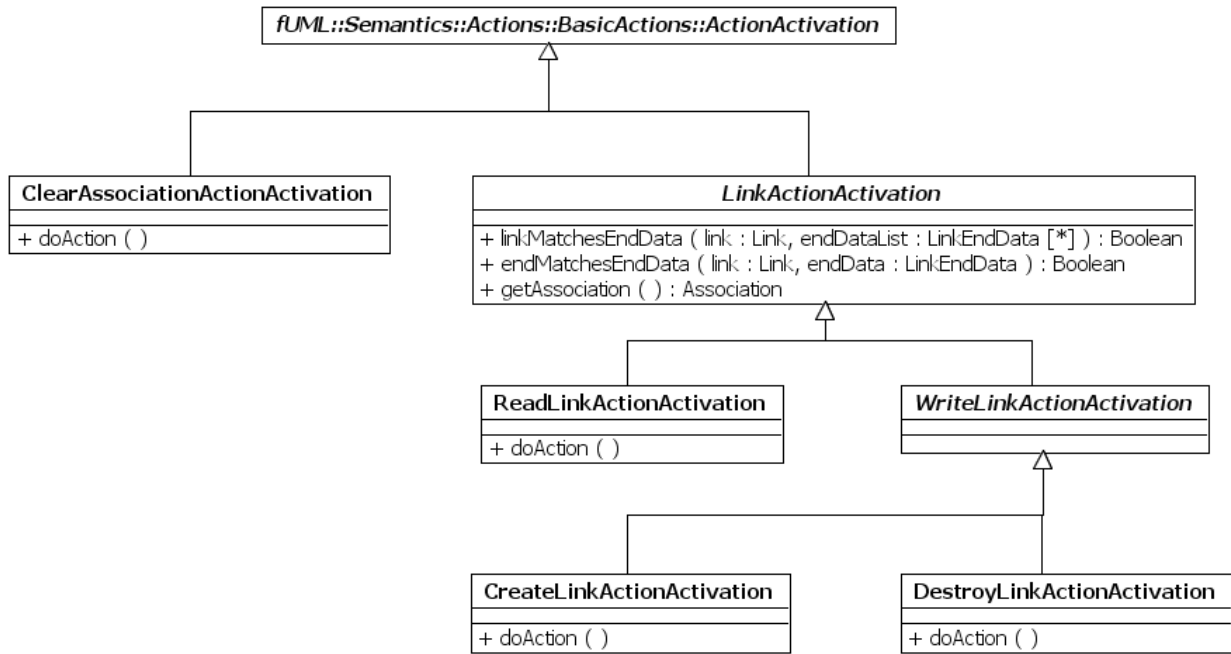 fUML::Semantics::Actions::BasicActions::ActionActivation
ClearAssociationActionActivation
+ doAction ( )
LinkActionActivation
+ linkMatchesEndData ( link : Link, endDataList : LinkEndData [*] ) : Boolean
+ endMatchesEndData ( link : Link, endData : LinkEndData ) : Boolean
+ getAssociation ( ) : Association
ReadLinkActionActivation
+ doAction ( )
WriteLinkActionActivation
CreateLinkActionActivation
+ doAction ( )
DestroyLinkActionActivation
+ doAction ( )